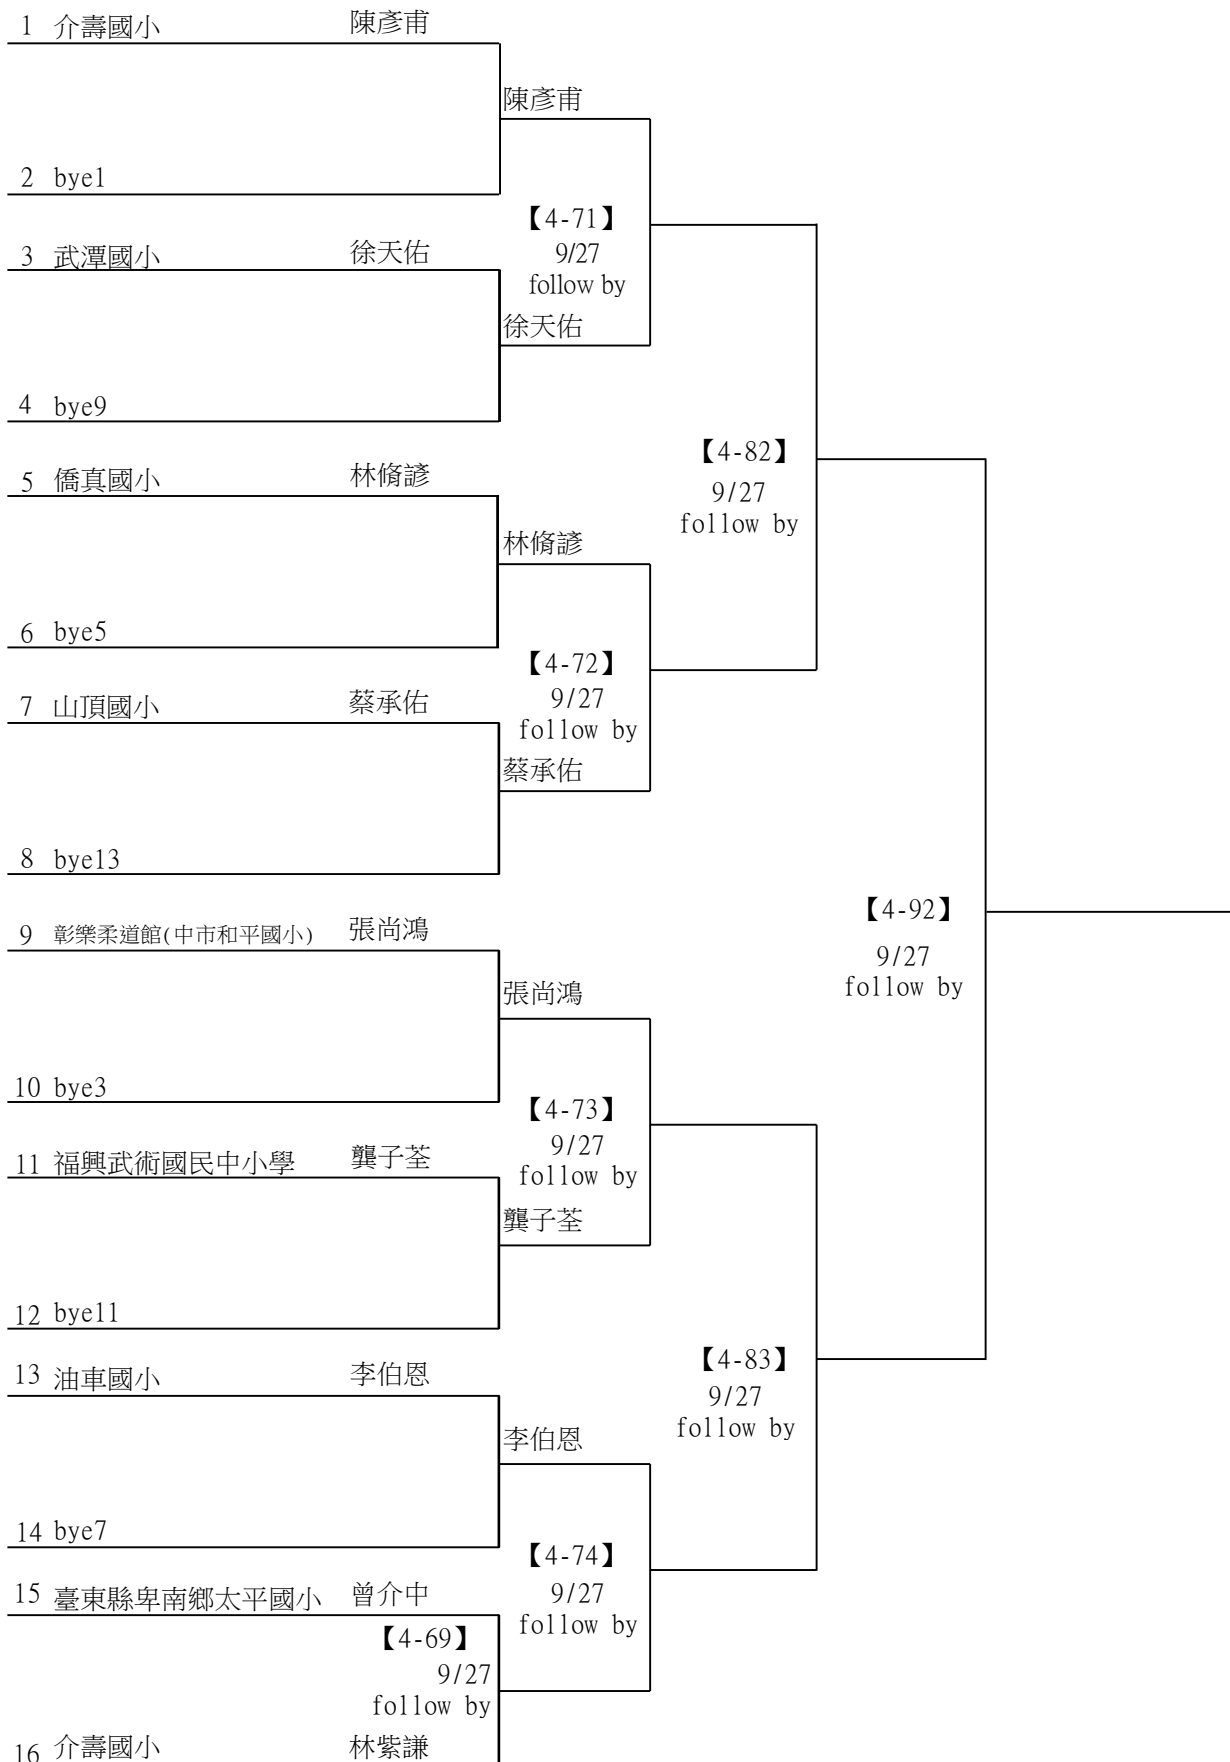 1 介壽國小 陳彥甫
陳彥甫
2 bye1
【4-71】
9/27
follow by
3 武潭國小 徐天佑
徐天佑
4 bye9
【4-82】
9/27
follow by
5 僑真國小 林脩諺
林脩諺
6 bye5
【4-72】
9/27
follow by
7 山頂國小 蔡承佑
蔡承佑
8 bye13
【4-92】
9/27
follow by
9 彰樂柔道館(中市和平國小) 張尚鴻
張尚鴻
10 bye3
【4-73】
9/27
follow by
11 福興武術國民中小學 龔子荃
龔子荃
12 bye11
【4-83】
9/27
follow by
13 油車國小 李伯恩
李伯恩
14 bye7
【4-74】
9/27
follow by
15 臺東縣卑南鄉太平國小 曾介中
【4-69】
9/27
follow by
16 介壽國小 林紫謙